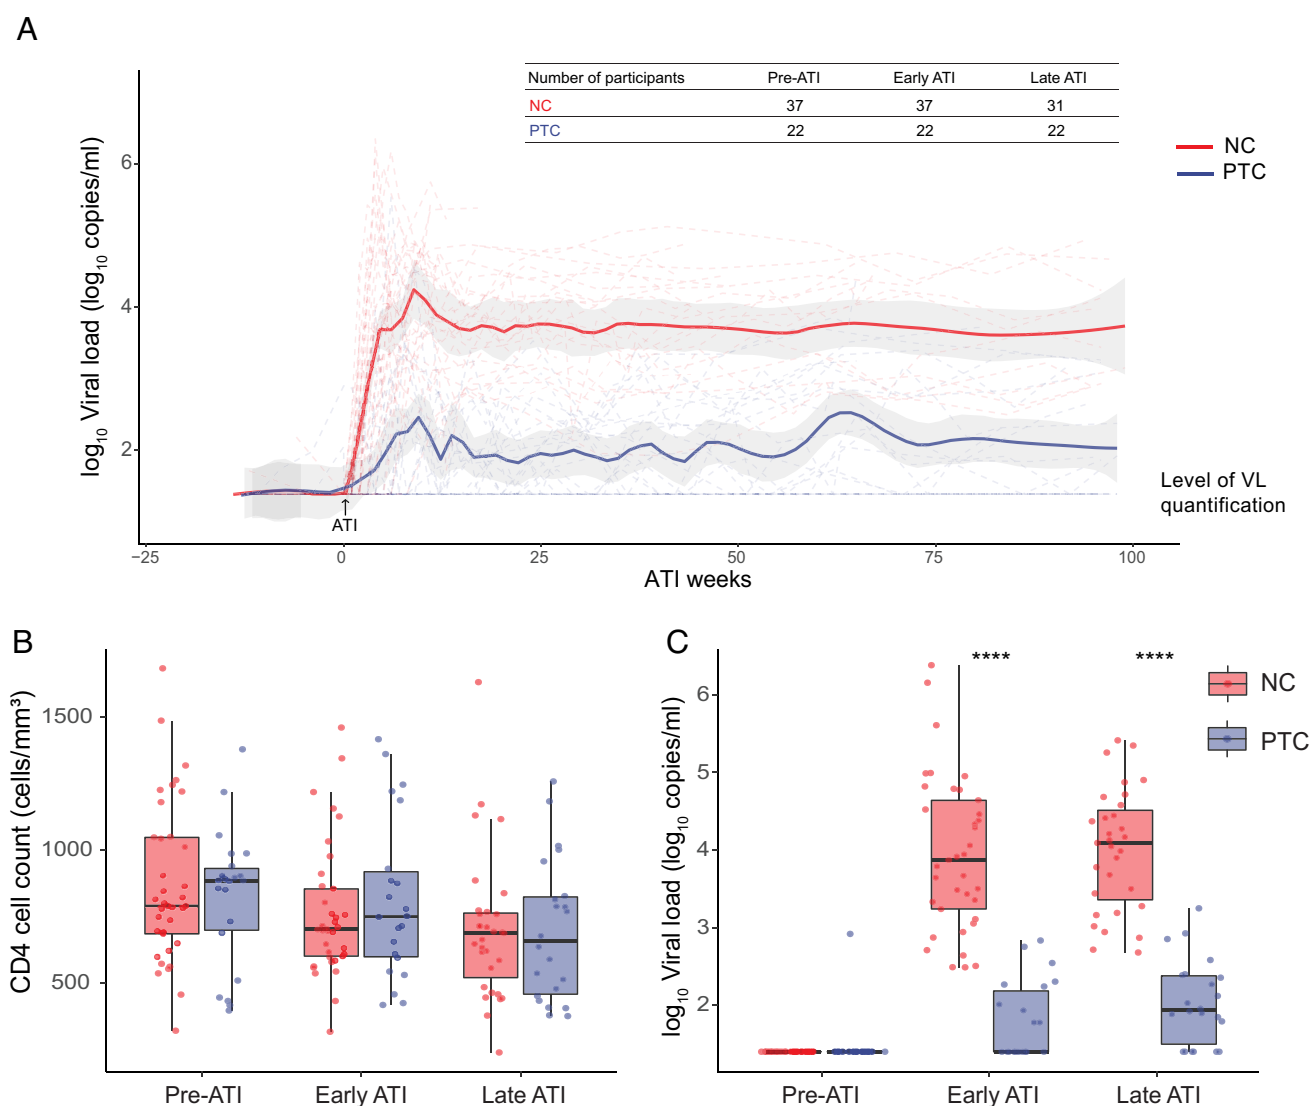 A
Number of participants Pre-ATI Early ATI Late ATI
NC 37 37 31
PTC 22 22 22
NC
PTC
log10 Viral load (log10 copies/ml)
6
4
2
Level of VL
quantification
ATI
−25 0 25 50 75 100
ATI weeks
B
CD4 cell count (cells/mm³)
1500
1000
500
Pre-ATI Early ATI Late ATI
C
**** ****
NC
PTC
log10 Viral load (log10 copies/ml)
6
5
4
3
2
Pre-ATI Early ATI Late ATI